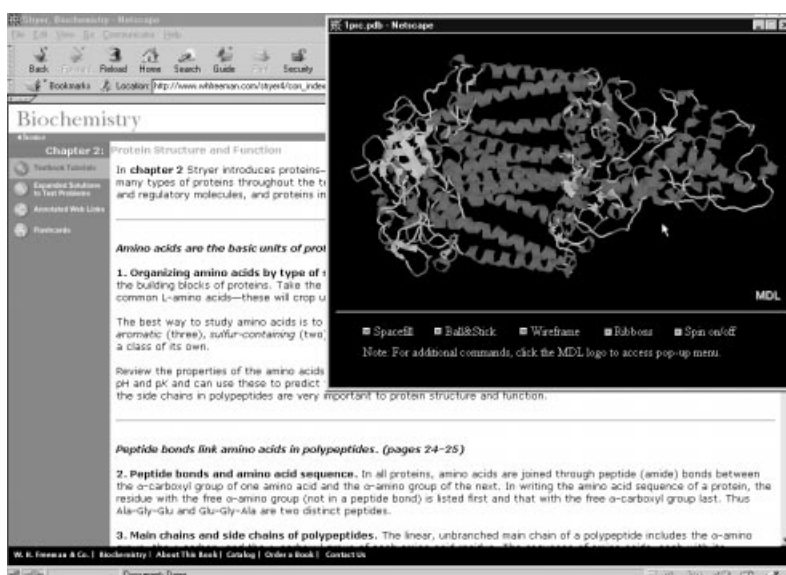 Stryer, Biochemistry - Netscape
File Edit View Go Communicator Help
Back Forward Reload Home Search Guide Print Security
Bookmarks Location: http://www.whfreeman.com/stryer4/con_index
Biochemistry
Chapter 2: Protein Structure and Function
Textbook Tutorials
Expanded Solutions
to Text Problems
Annotated Web Links
Flashcards
In chapter 2 Stryer introduces proteins—
many types of proteins throughout the t
and regulatory molecules, and proteins in
Amino acids are the basic units of prot
1. Organizing amino acids by type of s
the building blocks of proteins. Take the
common L-amino acids—these will crop u
The best way to study amino acids is to
aromatic (three), sulfur-containing (two)
a class of its own.
Review the properties of the amino acids
pH and pK and can use these to predict
the side chains in polypeptides are very important to protein structure and function.
Peptide bonds link amino acids in polypeptides. (pages 24-25)
2. Peptide bonds and amino acid sequence. In all proteins, amino acids are joined through peptide (amide) bonds between
the α-carboxyl group of one amino acid and the α-amino group of the next. In writing the amino acid sequence of a protein, the
residue with the free α-amino group (not in a peptide bond) is listed first and that with the free α-carboxyl group last. Thus
Ala-Gly-Glu and Glu-Gly-Ala are two distinct peptides.
3. Main chains and side chains of polypeptides. The linear, unbranched main chain of a polypeptide includes the α-amino
W. H. Freeman & Co. | Biochemistry | About This Book | Catalog | Order a Book | Contact Us
Document: Done
1prc.pdb - Netscape
MDL
Spacefill Ball&Stick Wireframe Ribbons Spin on/off
Note: For additional commands, click the MDL logo to access pop-up menu.